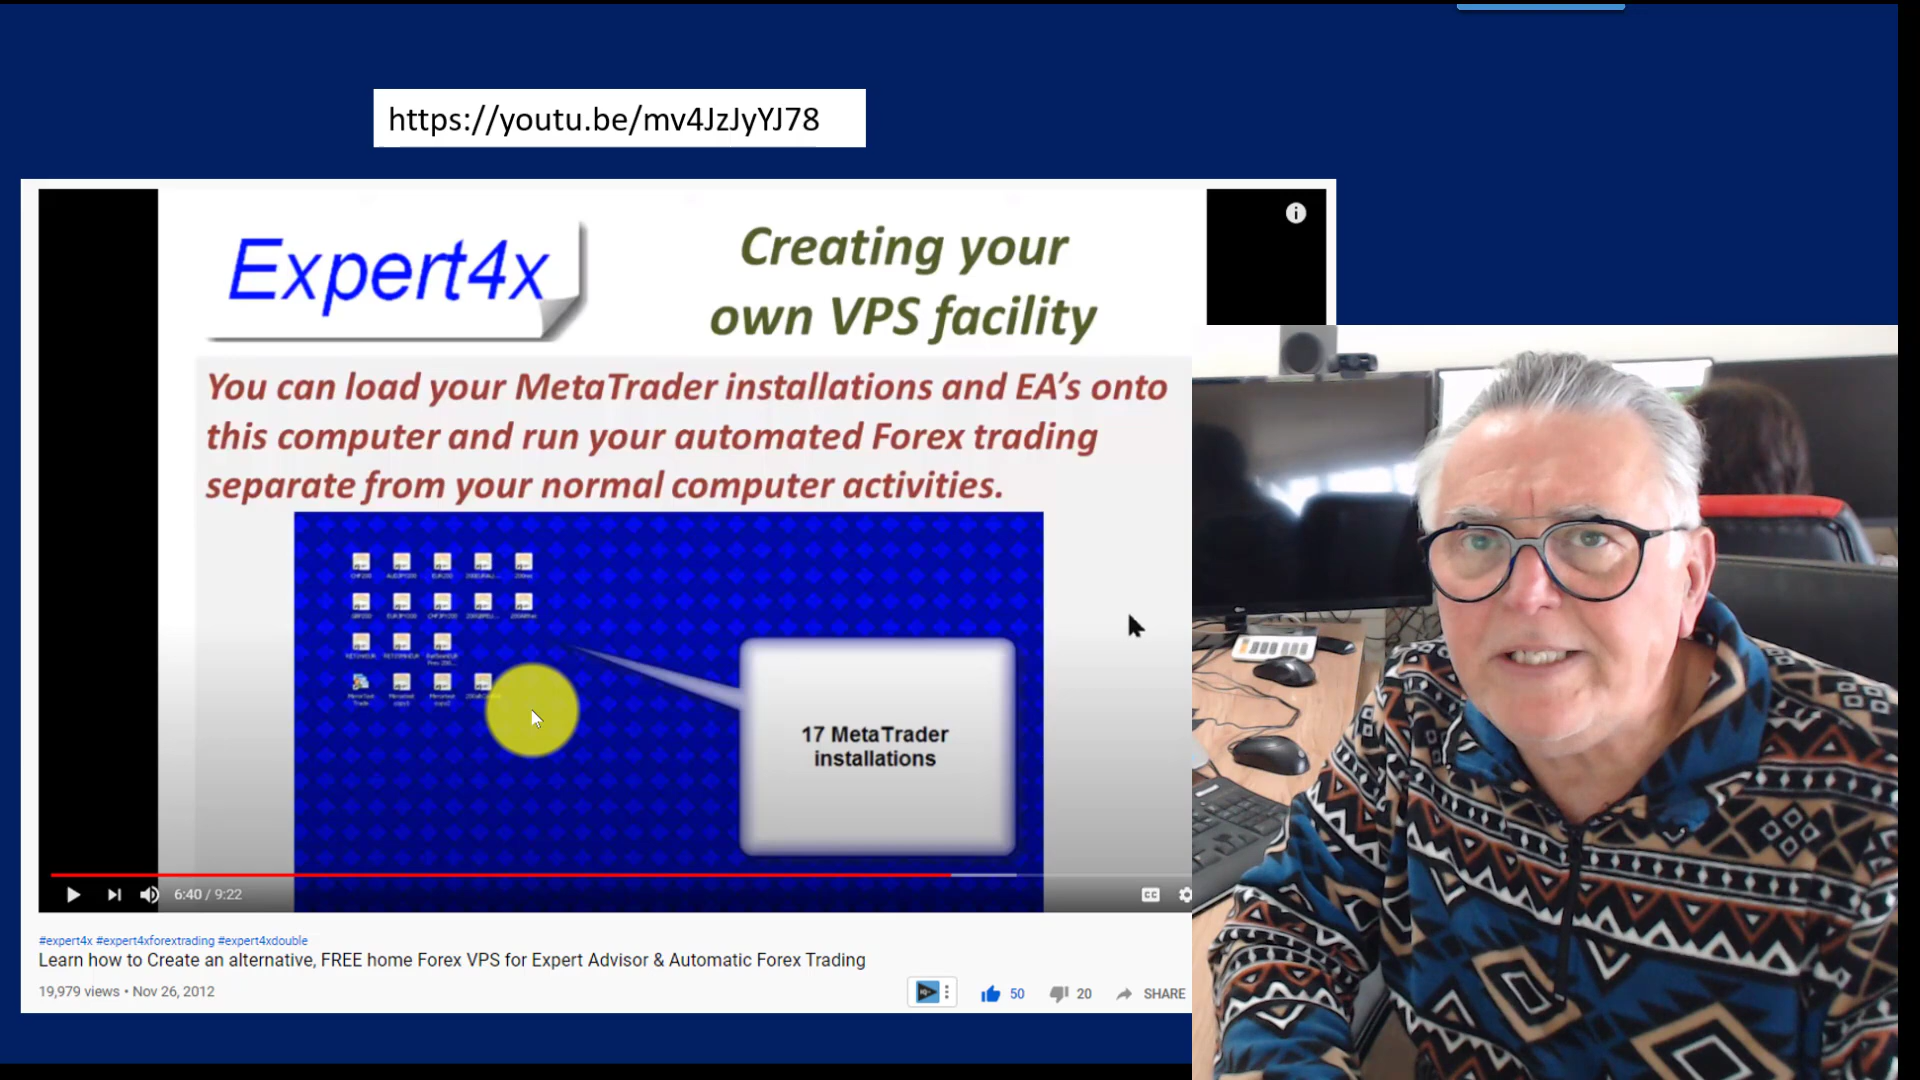 https://youtu.be/mv4JzJyYJ78
Expert4x
Creating your
own VPS facility
You can load your MetaTrader installations and EA's onto
this computer and run your automated Forex trading
separate from your normal computer activities.
17 MetaTrader
installations
6:40 / 9:22
CC
#expert4x #expert4xforextrading #expert4xdouble
Learn how to Create an alternative, FREE home Forex VPS for Expert Advisor & Automatic Forex Trading
19,979 views • Nov 26, 2012
50
20
SHARE